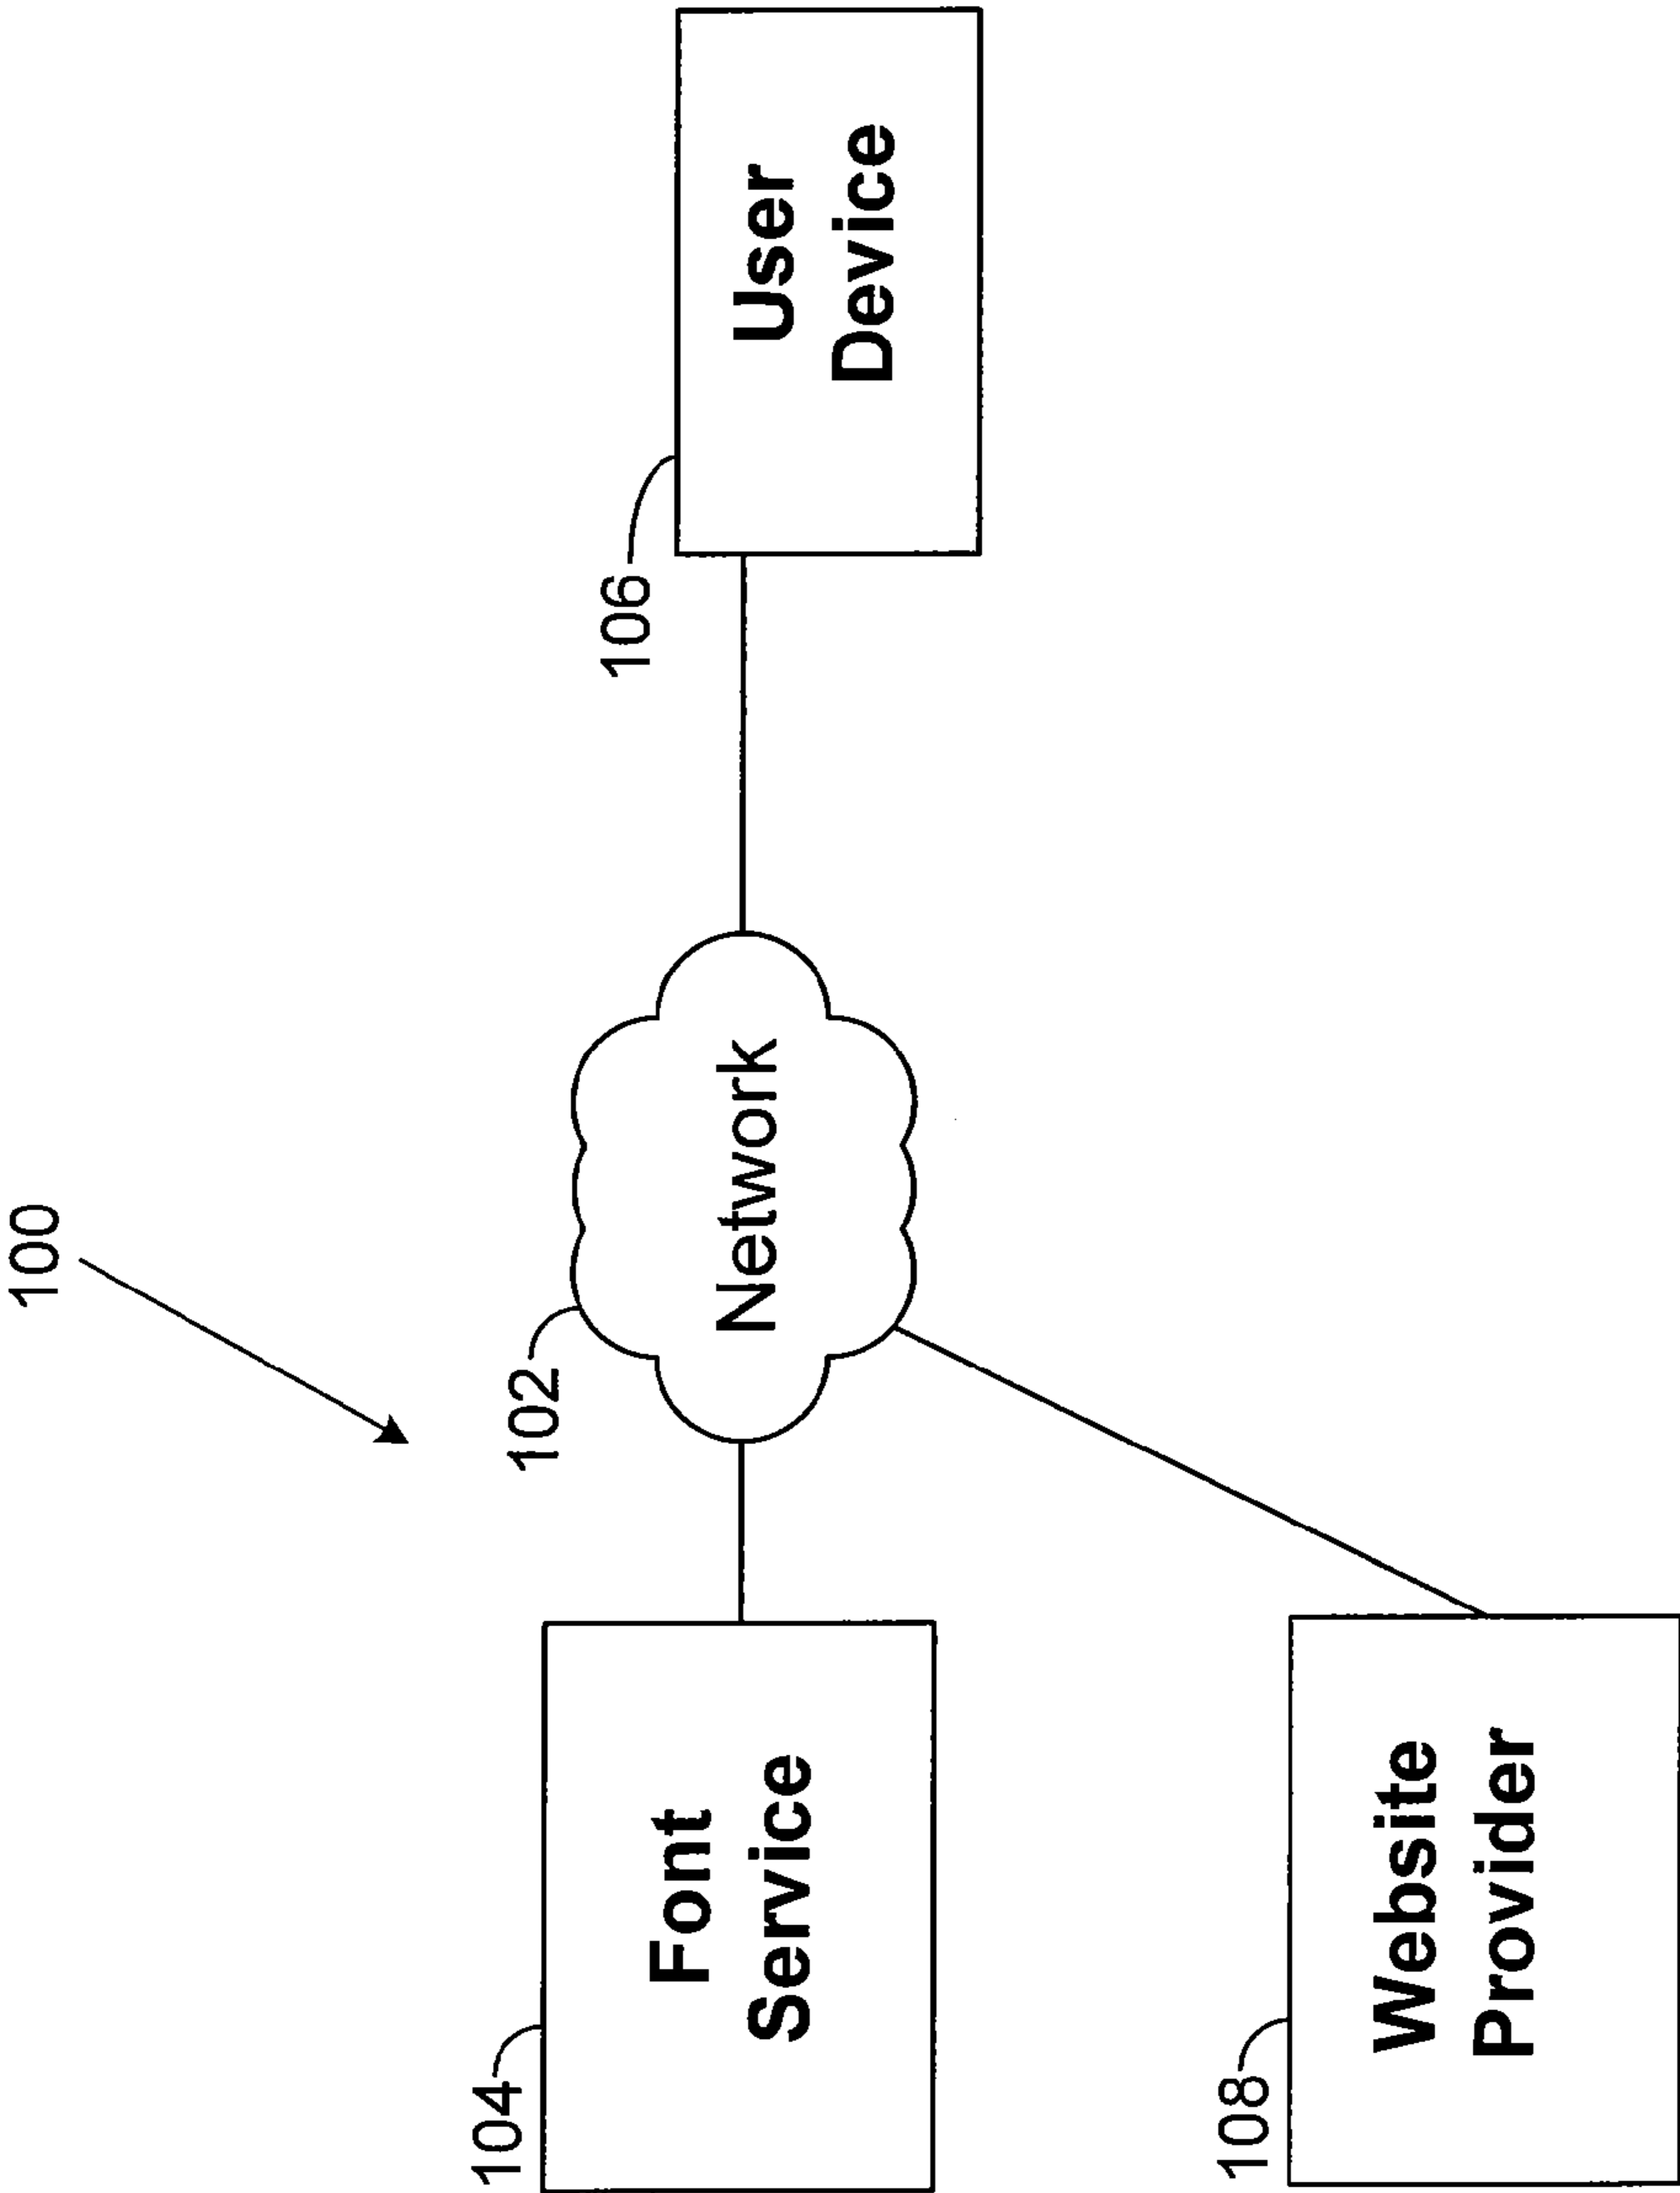 100
102
Network
104
Font
Service
106
User
Device
108
Website
Provider